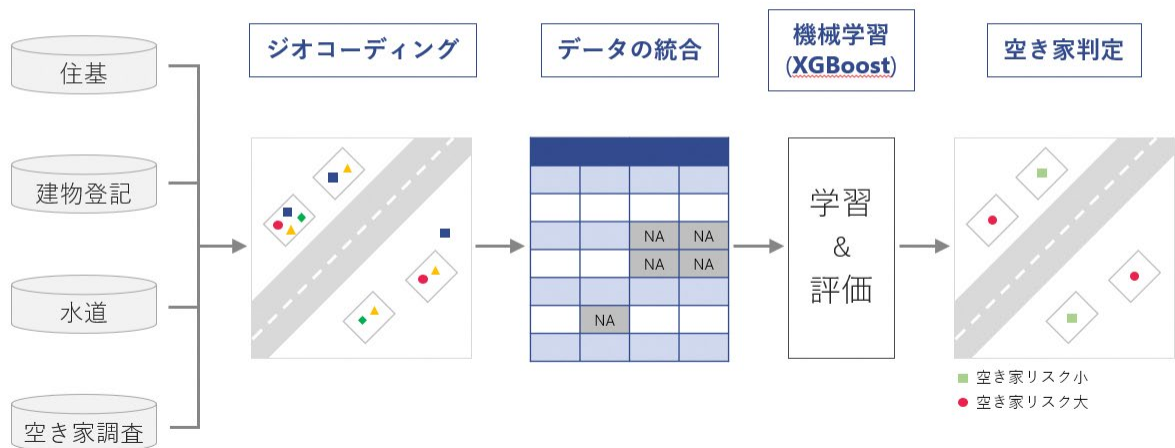 住基
建物登記
水道
空き家調査
ジオコーディング
データの統合
NA NA
NA NA
NA
機械学習
(XGBoost)
学習
&
評価
空き家判定
空き家リスク小
空き家リスク大